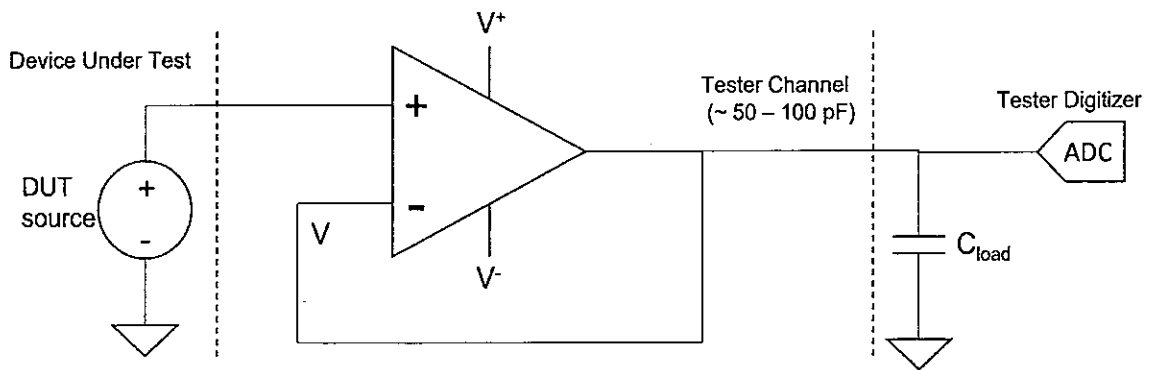 Device Under Test
V+
Tester Channel
(~ 50 – 100 pF)
Tester Digitizer
ADC
+
DUT
source
+
-
-
V
V-
Cload